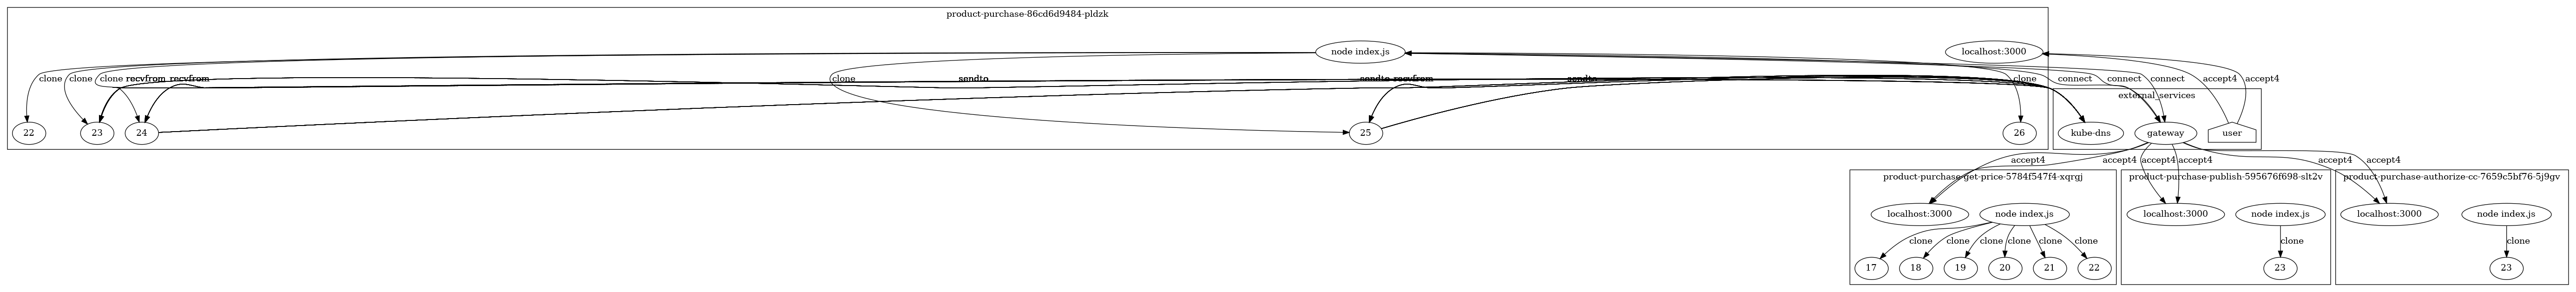 product-purchase-86cd6d9484-pldzk
node index.js
localhost:3000
clone
clone
clone
recvfrom
recvfrom
clone
sendto
sendto
recvfrom
sendto
clone
connect
connect
connect
accept4
accept4
external_services
22
23
24
25
26
kube-dns
gateway
user
accept4
accept4
accept4
accept4
accept4
accept4
product-purchase-get-price-5784f547f4-xqrgj
product-purchase-publish-595676f698-slt2v
product-purchase-authorize-cc-7659c5bf76-5j9gv
localhost:3000
node index.js
localhost:3000
node index.js
localhost:3000
node index.js
clone
clone
clone
clone
clone
clone
clone
clone
17
18
19
20
21
22
23
23